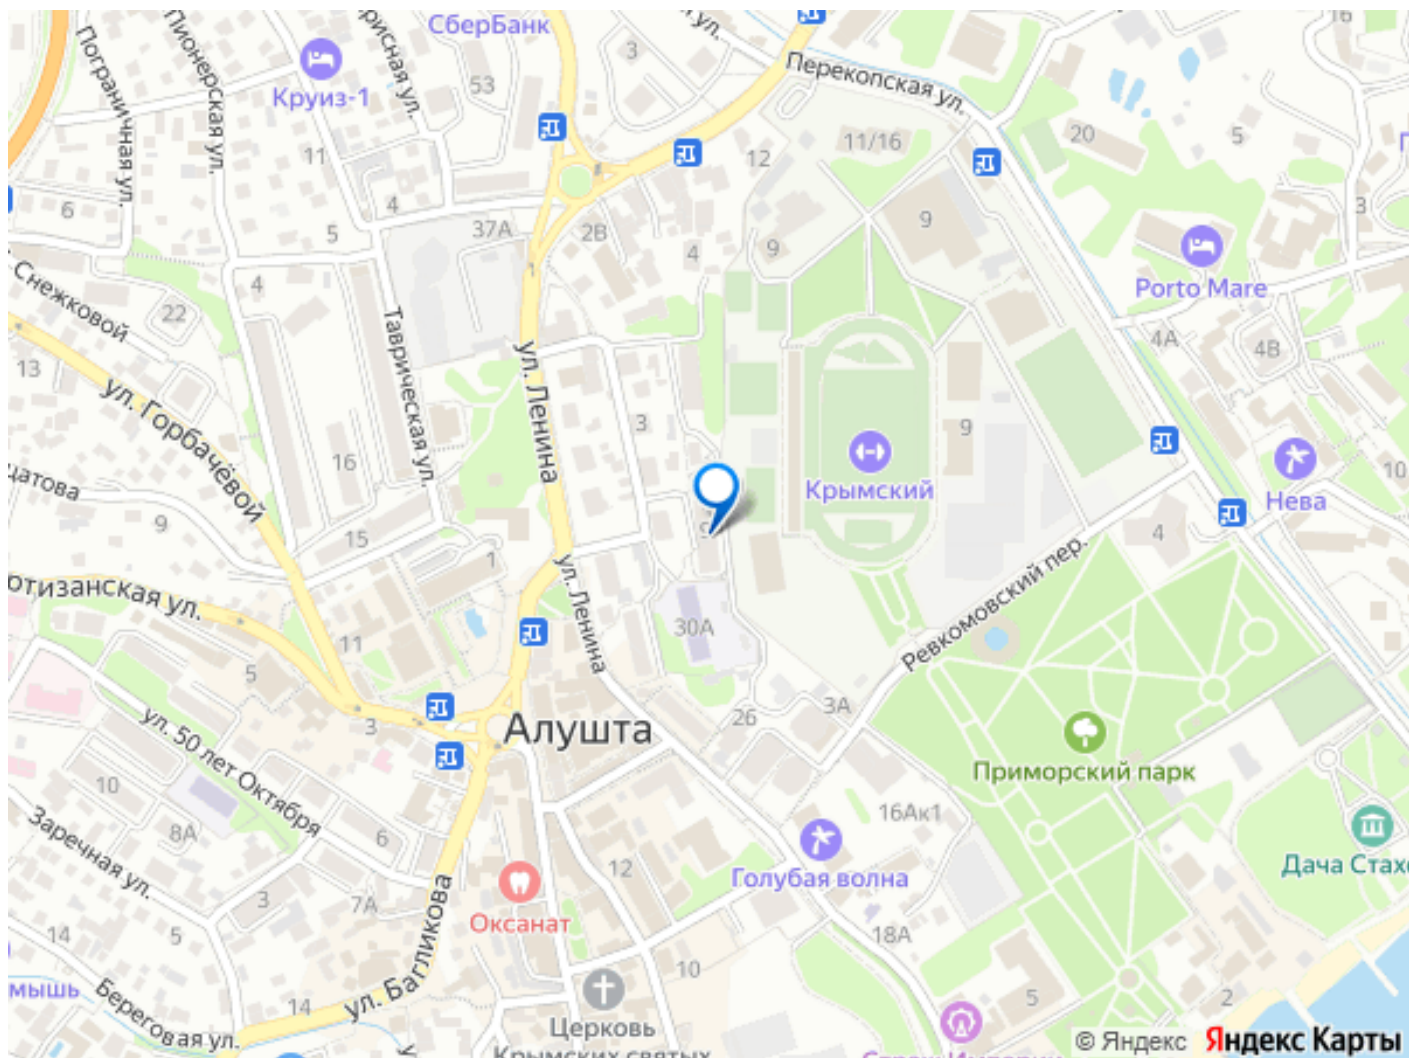 СберБанк
Пограничная ул.
Пионерская ул.
3
53
Круиз-1
Перекопская ул.
16
11/16
20
5
12
11
4
6
5
37А
2В
9
9
3
4
1
4
Porto Mare
Снежковой
22
Таврическая ул.
ул. Ленина
4А
4В
13
ул. Горбачёвой
3
9
16
Крымский
10
Нева
9
15
1
4
ул. Ленина
Ревкомовский пер.
11
30А
5
3
Алушта
26
3А
ул. 50 лет Октября
Приморский парк
10
8А
6
16Ак1
Заречная ул.
12
Голубая волна
3
7А
Оксанат
18А
14
5
ул. Багликова
10
Береговая ул.
14
5
2
Церковь
Крымских святых
© Яндекс Яндекс Карты